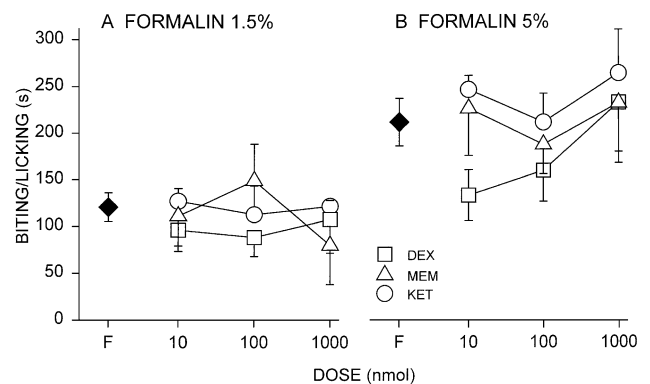 A FORMALIN 1.5%
B FORMALIN 5%
300
250
200
150
100
50
0
BITING/LICKING (s)
DEX
MEM
KET
F 10 100 1000
F 10 100 1000
DOSE (nmol)